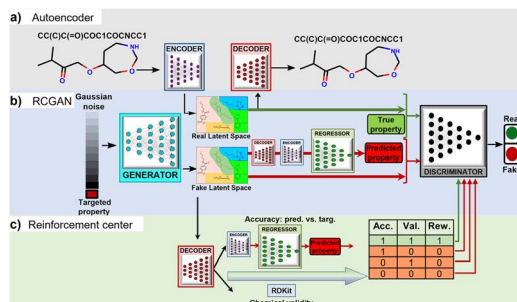 a) Autoencoder
CC(C)C(=O)COC1COCNCC1
CC(C)C(=O)COC1COCNCC1
ENCODER
DECODER
NH
O
O
O
NH
O
O
O
b) RCGAN
Gaussian
noise
Real Latent Space
True
property
Real
GENERATOR
DECODER
ENCODER
REGRESSOR
Predicted
property
DISCRIMINATOR
Fake Latent Space
Fake
Targeted
property
c) Reinforcement center
Accuracy: pred. vs. targ.
DECODER
ENCODER
REGRESSOR
Predicted
property
Acc. Val. Rew.
1 1 1
1 0 0
0 1 0
0 0 0
RDKit
Chemical validity